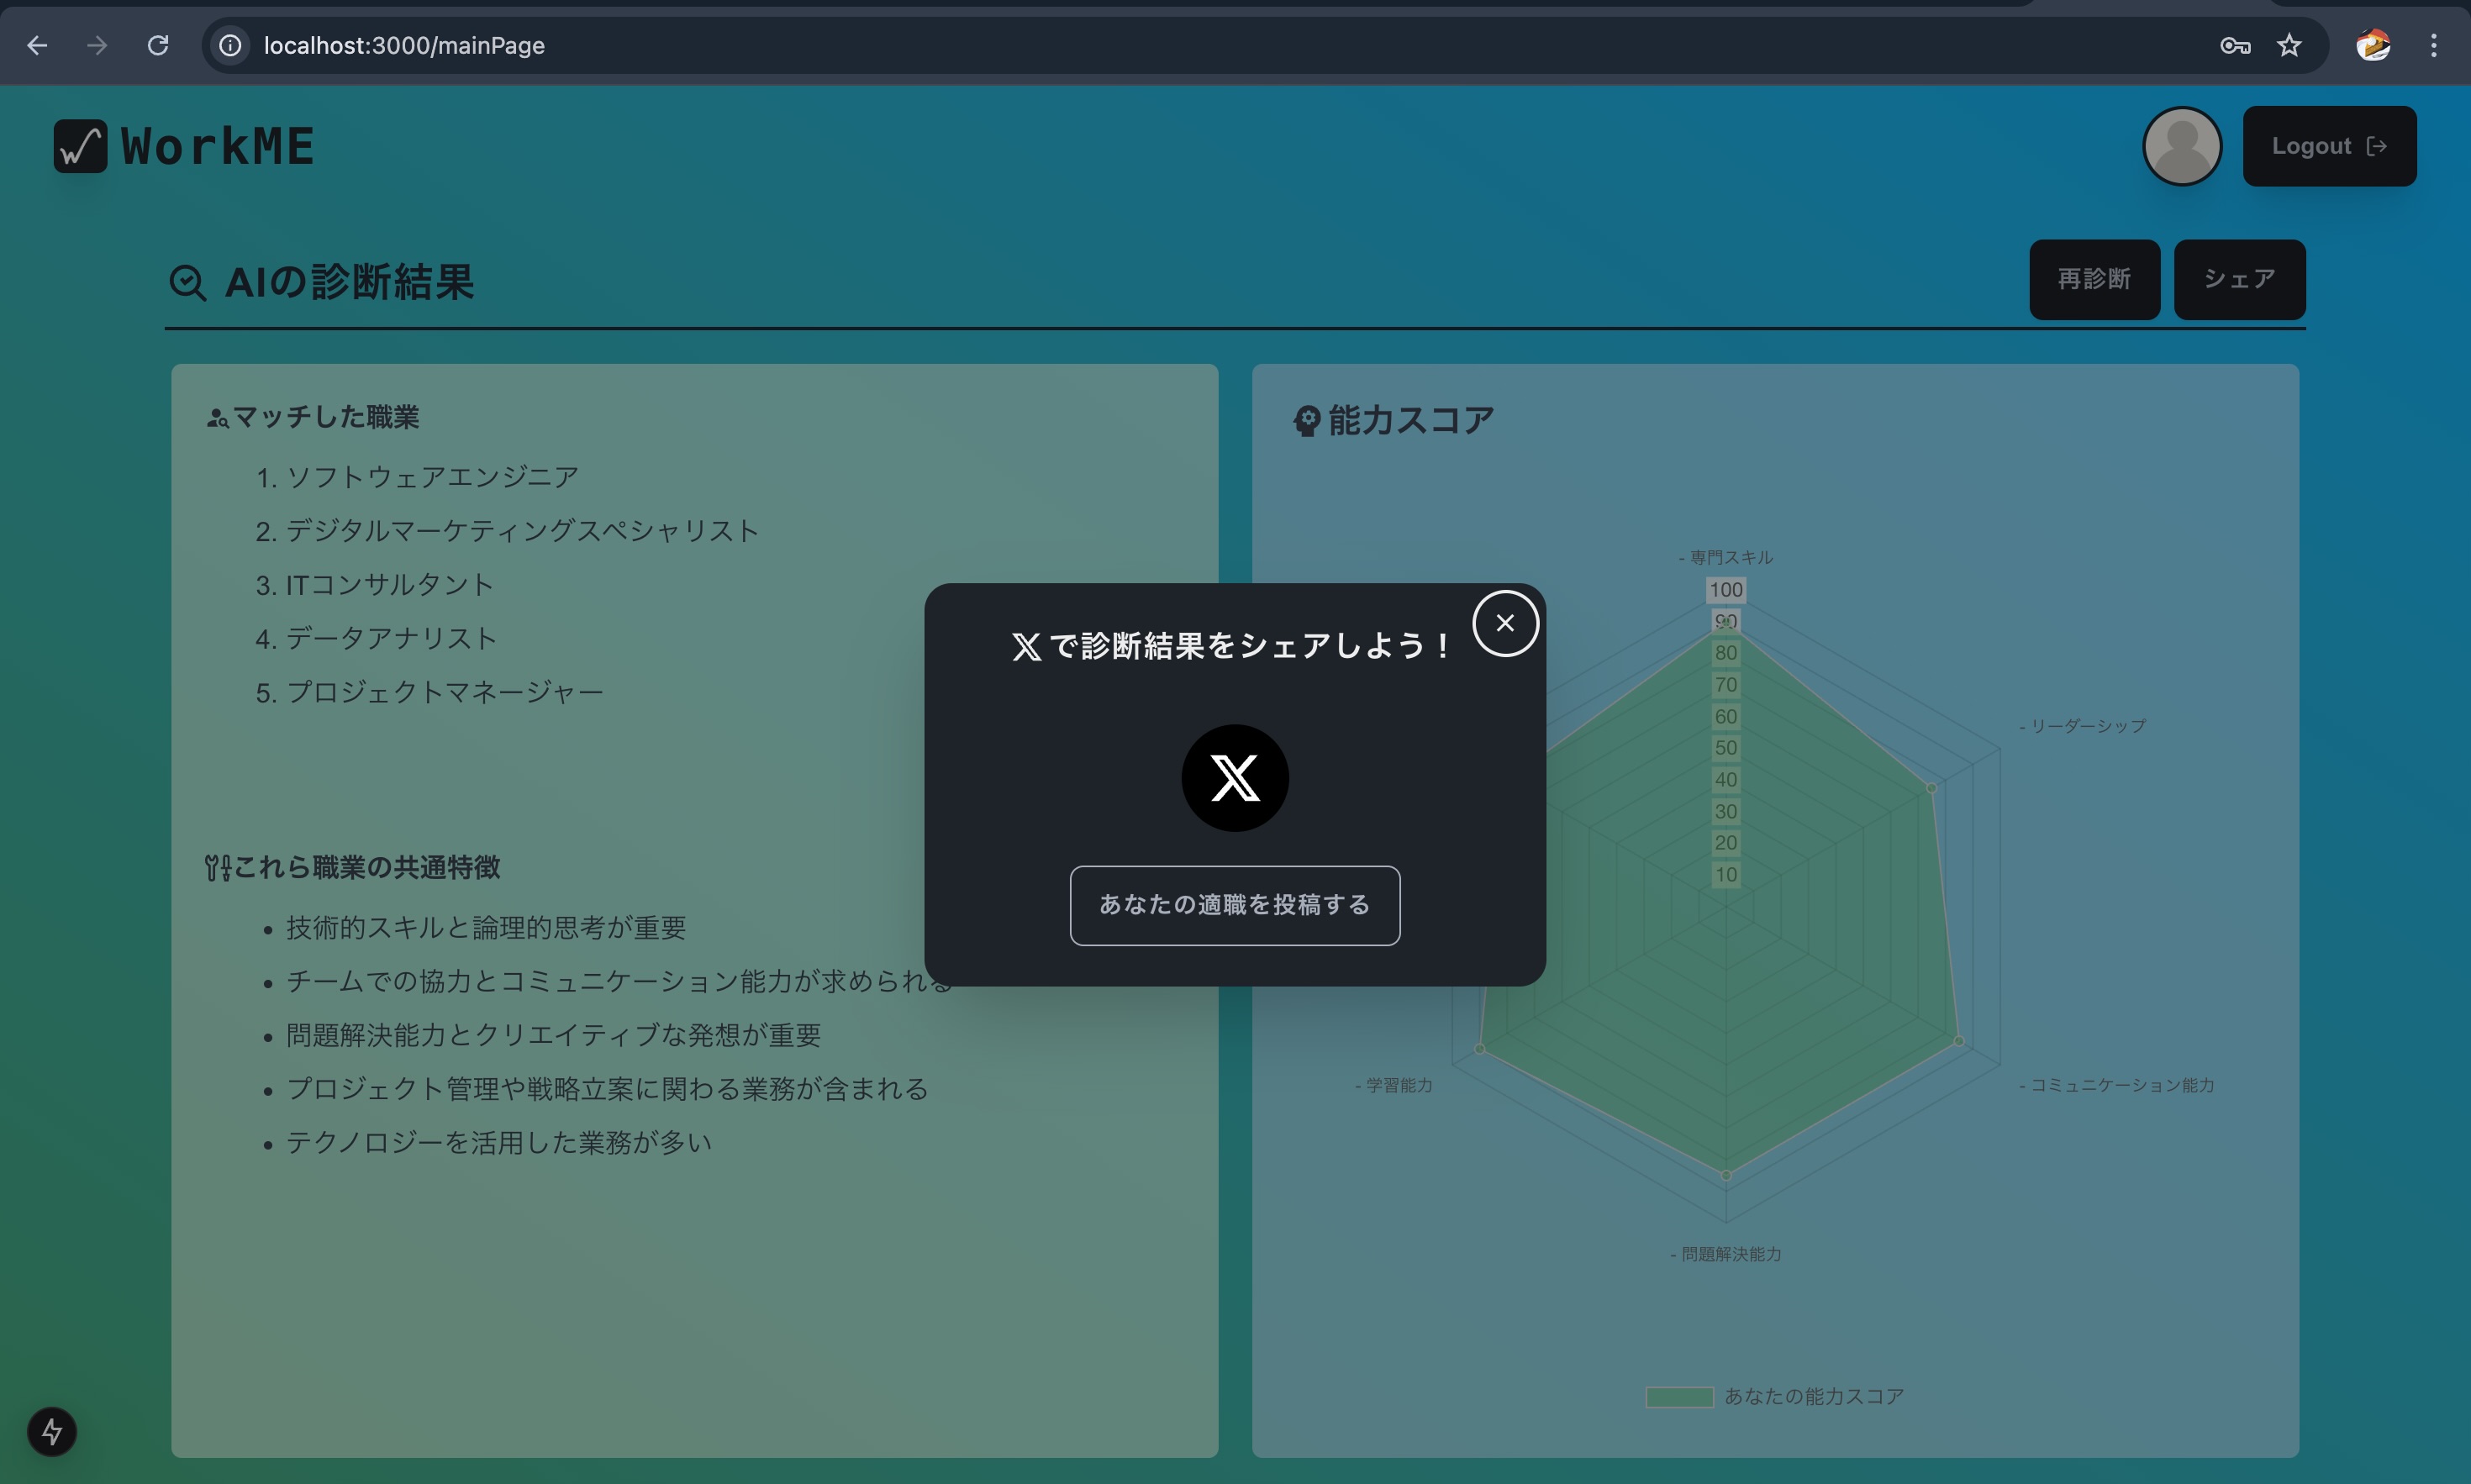 localhost:3000/mainPage
WorkME
Logout
AIの診断結果
再診断
シェア
マッチした職業
1. ソフトウェアエンジニア
2. デジタルマーケティングスペシャリスト
3. ITコンサルタント
4. データアナリスト
5. プロジェクトマネージャー
これら職業の共通特徴
• 技術的スキルと論理的思考が重要
• チームでの協力とコミュニケーション能力が求められる
• 問題解決能力とクリエイティブな発想が重要
• プロジェクト管理や戦略立案に関わる業務が含まれる
• テクノロジーを活用した業務が多い
𝕏 で診断結果をシェアしよう！
𝕏
あなたの適職を投稿する
能力スコア
- 専門スキル
100
90
80
70
60
50
40
30
20
10
- リーダーシップ
- コミュニケーション能力
- 問題解決能力
- 学習能力
あなたの能力スコア